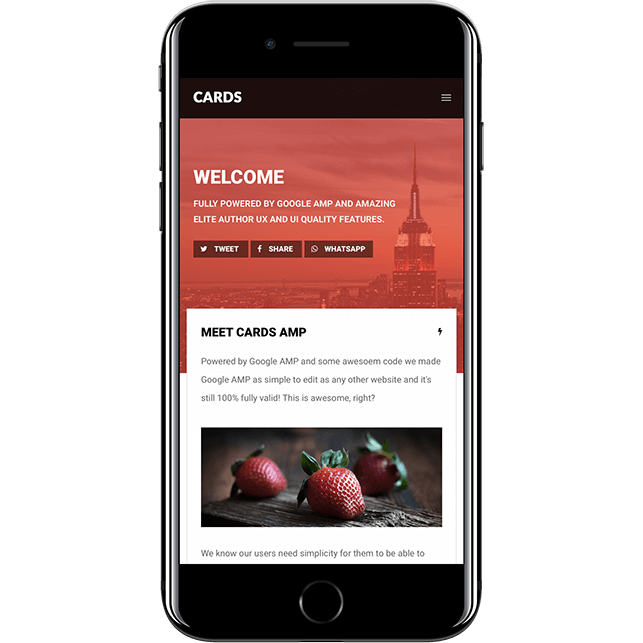 CARDS
WELCOME
FULLY POWERED BY GOOGLE AMP AND AMAZING
ELITE AUTHOR UX AND UI QUALITY FEATURES.
TWEET SHARE WHATSAPP
MEET CARDS AMP
Powered by Google AMP and some awesoem code we made
Google AMP as simple to edit as any other website and it's
still 100% fully valid! This is awesome, right?
We know our users need simplicity for them to be able to